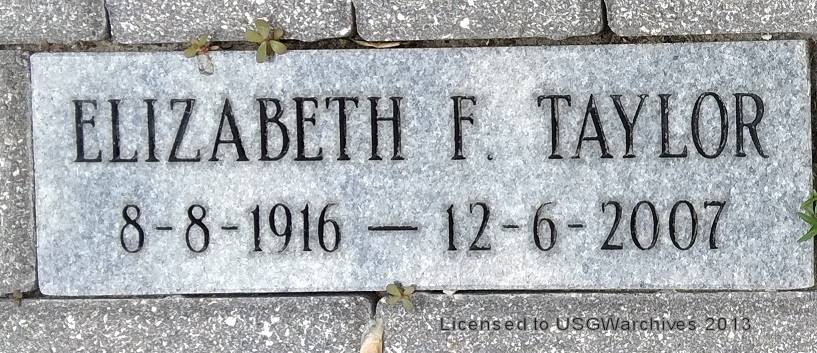 ELIZABETH F. TAYLOR
8-8-1916 — 12-6-2007
Licensed to USGWarchives 2013